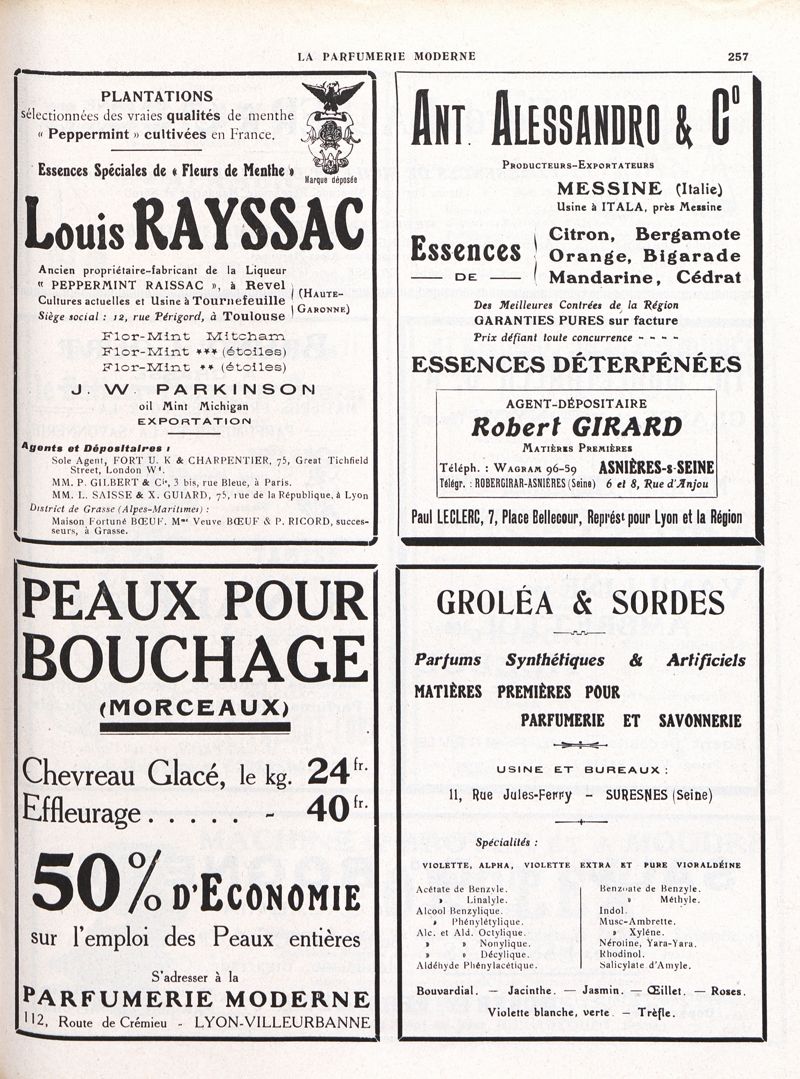 LA PARFUMERIE MODERNE
257
PLANTATIONS
sélectionnées des vraies qualités de menthe
« Peppermint » cultivées en France.
Essences Spéciales de « Fleurs de Menthe »
Marque déposée
Louis RAYSSAC
Ancien propriétaire-fabricant de la Liqueur
« PEPPERMINT RAISSAC », à Revel
Cultures actuelles et Usine à Tournefeuille
Siège social : 12, rue Périgord, à Toulouse
(HAUTE-
GARONNE)
Flor-Mint Mitcham
Flor-Mint *** (étoiles)
Flor-Mint ** (étoiles)
J. W. PARKINSON
oil Mint Michigan
EXPORTATION
Agents et Dépositaires :
Sole Agent, FORT U. K & CHARPENTIER, 75, Great Tichfield
Street, London W¹.
MM. P. GILBERT & Cie, 3 bis, rue Bleue, à Paris.
MM. L. SAISSE & X. GUIARD, 75, rue de la République, à Lyon
District de Grasse (Alpes-Maritimes) :
Maison Fortuné BŒUF. Mme Veuve BŒUF & P. RICORD, succes-
seurs, à Grasse.
ANT. ALESSANDRO & Co
PRODUCTEURS-EXPORTATEURS
MESSINE (Italie)
Usine à ITALA, près Messine
Essences
DE
Citron, Bergamote
Orange, Bigarade
Mandarine, Cédrat
Des Meilleures Contrées de la Région
GARANTIES PURES sur facture
Prix défiant toute concurrence - - - -
ESSENCES DÉTERPÉNÉES
AGENT-DÉPOSITAIRE
Robert GIRARD
MATIÈRES PREMIÈRES
Téléph. : WAGRAM 96-59 ASNIÈRES-s-SEINE
Télégr. : ROBERGIRAR-ASNIÈRES (Seine) 6 et 8, Rue d'Anjou
Paul LECLERC, 7, Place Bellecour, Représt pour Lyon et la Région
PEAUX POUR
BOUCHAGE
(MORCEAUX)
Chevreau Glacé, le kg. 24 fr.
Effleurage . . . . . - 40 fr.
50% D'ECONOMIE
sur l'emploi des Peaux entières
S'adresser à la
PARFUMERIE MODERNE
112, Route de Crémieu - LYON-VILLEURBANNE
GROLÉA & SORDES
Parfums Synthétiques & Artificiels
MATIÈRES PREMIÈRES POUR
PARFUMERIE ET SAVONNERIE
USINE ET BUREAUX :
11, Rue Jules-Ferry - SURESNES (Seine)
Spécialités :
VIOLETTE, ALPHA, VIOLETTE EXTRA ET PURE VIORALDÉINE
Acétate de Benzyle.
» Linalyle.
Alcool Benzylique.
» Phénylétylique.
Alc. et Ald. Octylique.
» » Nonylique.
» » Décylique.
Aldéhyde Phénylacétique.
Benzoate de Benzyle.
» Méthyle.
Indol.
Musc-Ambrette.
» Xylène.
Néroline, Yara-Yara.
Rhodinol.
Salicylate d'Amyle.
Bouvardial. — Jacinthe. — Jasmin. — Œillet. — Roses.
Violette blanche, verte. — Trèfle.